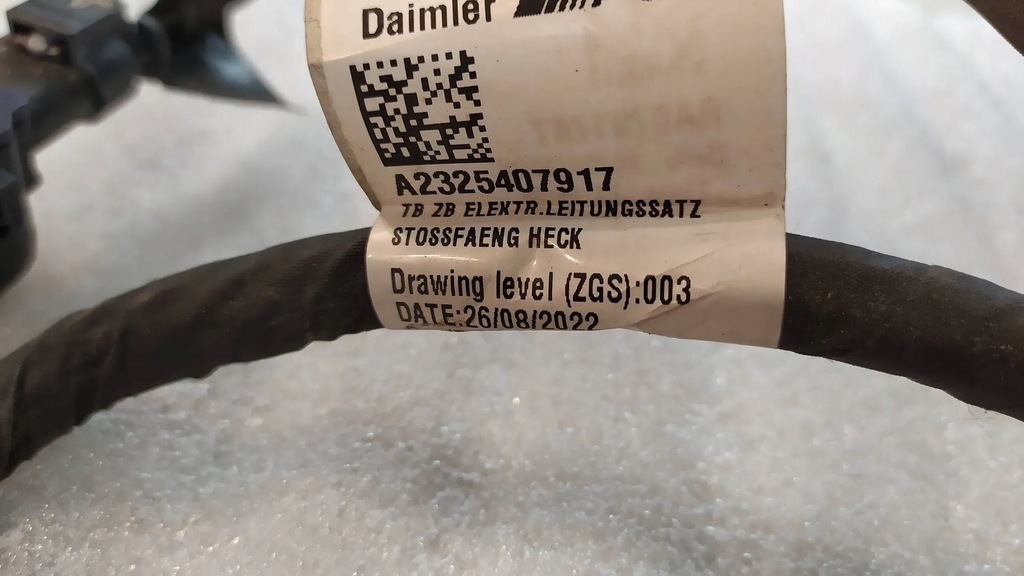 Daimler
A2325407917
TB ZB ELEKTR.LEITUNGSSATZ
STOSSFAENG HECK
Drawing level (ZGS):003
DATE:26/08/2022